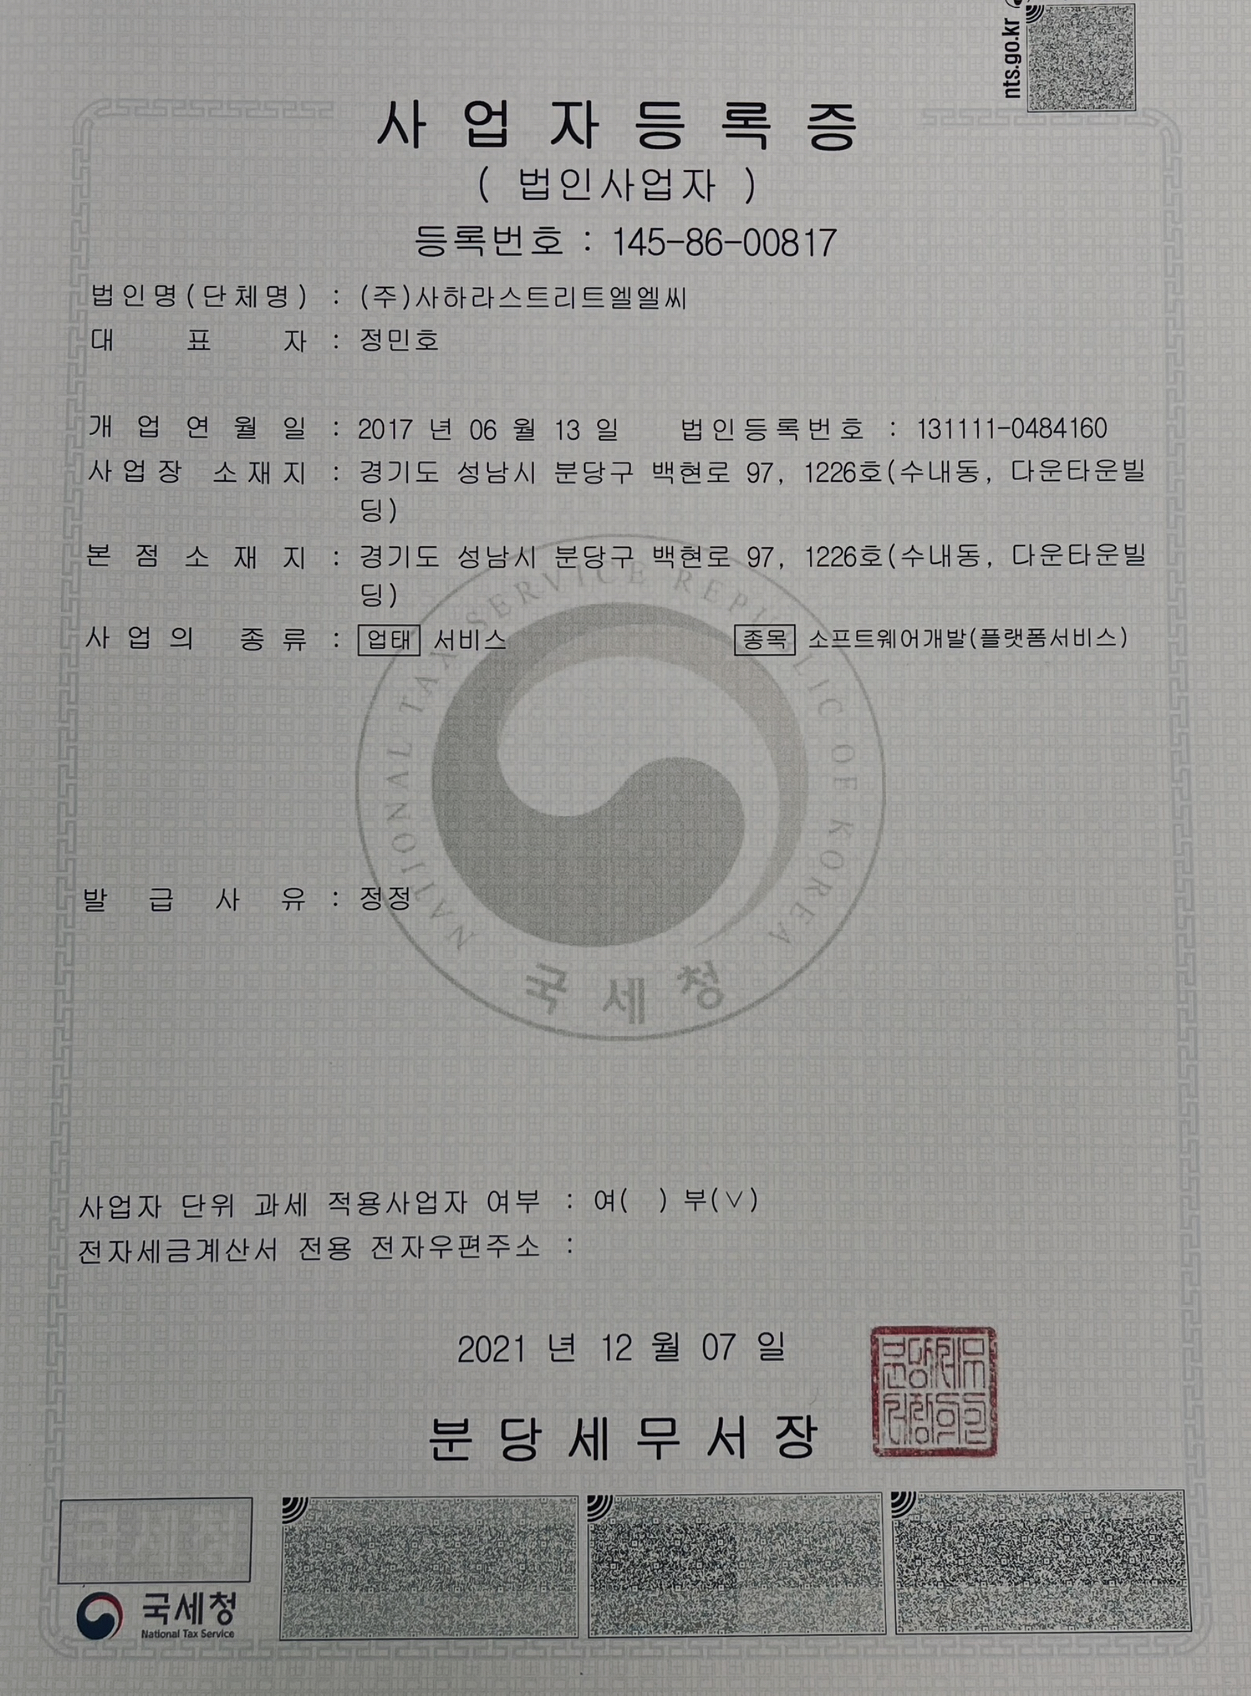 nts.go.kr
사업자등록증
( 법인사업자 )
등록번호 : 145-86-00817
법인명(단체명) : (주)사하라스트리트엘엘씨
대 표 자 : 정민호
개 업 연 월 일 : 2017 년 06 월 13 일 법인등록번호 : 131111-0484160
사업장 소재지 : 경기도 성남시 분당구 백현로 97, 1226호(수내동, 다운타운빌
딩)
본 점 소 재 지 : 경기도 성남시 분당구 백현로 97, 1226호(수내동, 다운타운빌
딩)
사 업 의 종 류 : 업태 서비스 종목 소프트웨어개발(플랫폼서비스)
NATIONAL TAX SERVICE REPUBLIC OF KOREA
발 급 사 유 : 정정
국세청
사업자 단위 과세 적용사업자 여부 : 여( ) 부(∨)
전자세금계산서 전용 전자우편주소 :
2021 년 12 월 07 일
분당세무서장
국세청
National Tax Service